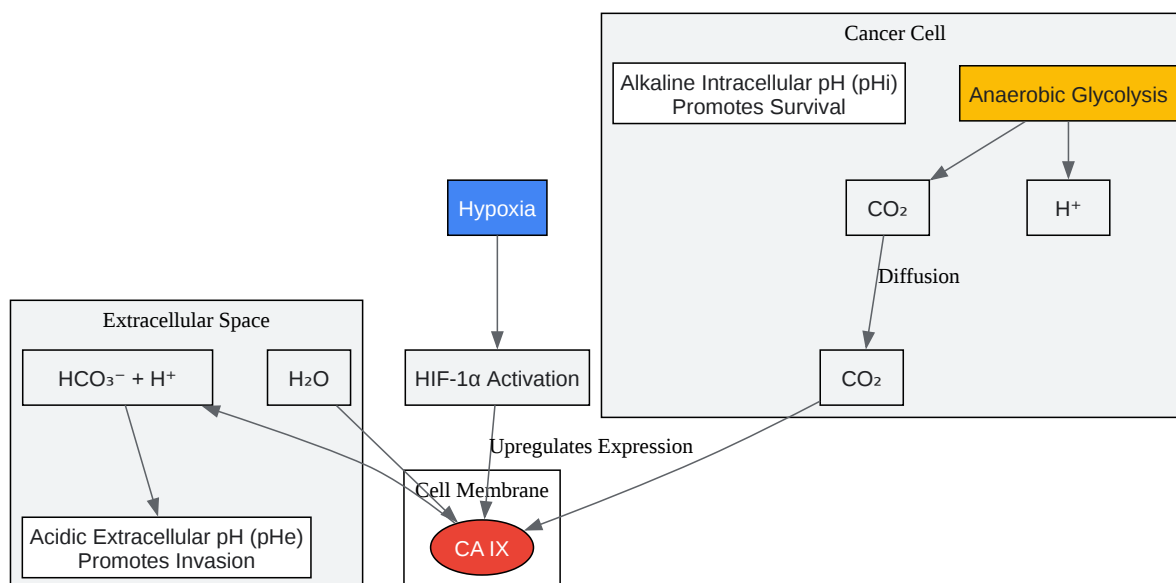 Cancer Cell
Alkaline Intracellular pH (pHi)
Promotes Survival
Anaerobic Glycolysis
Hypoxia
CO₂
H⁺
Diffusion
Extracellular Space
HCO₃⁻ + H⁺
H₂O
HIF-1α Activation
CO₂
Upregulates Expression
Cell Membrane
Acidic Extracellular pH (pHe)
Promotes Invasion
CA IX